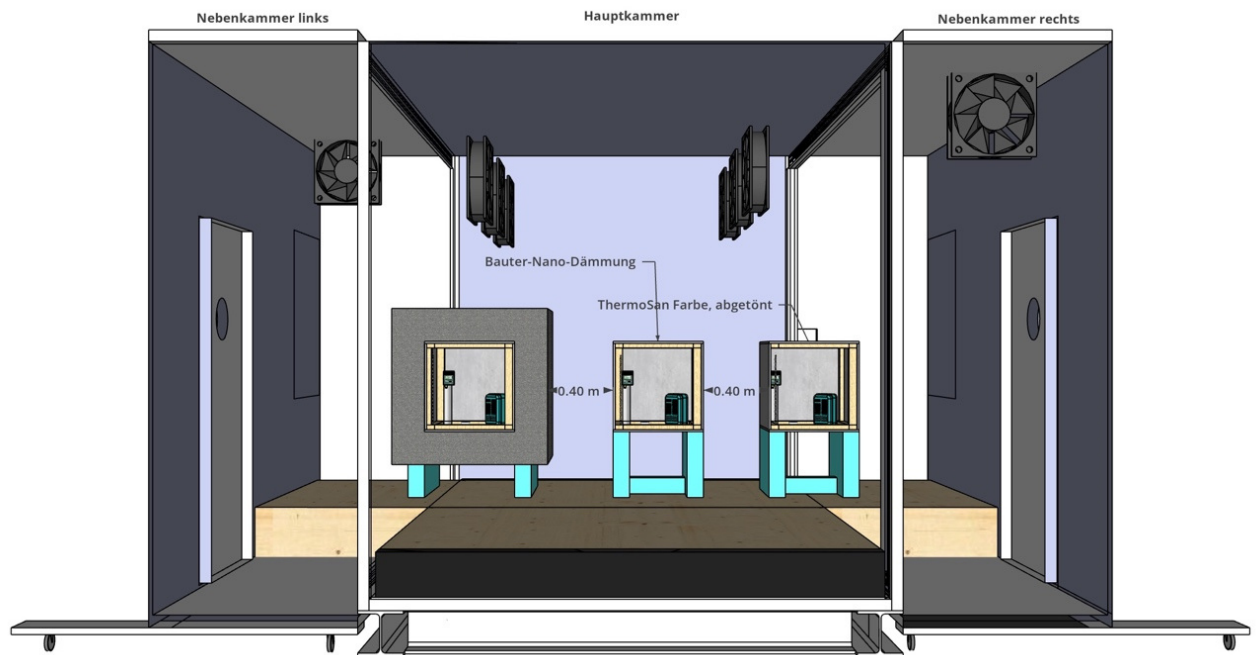 Nebenkammer links
Hauptkammer
Nebenkammer rechts
Bauter-Nano-Dämmung
ThermoSan Farbe, abgetönt
0.40 m
0.40 m